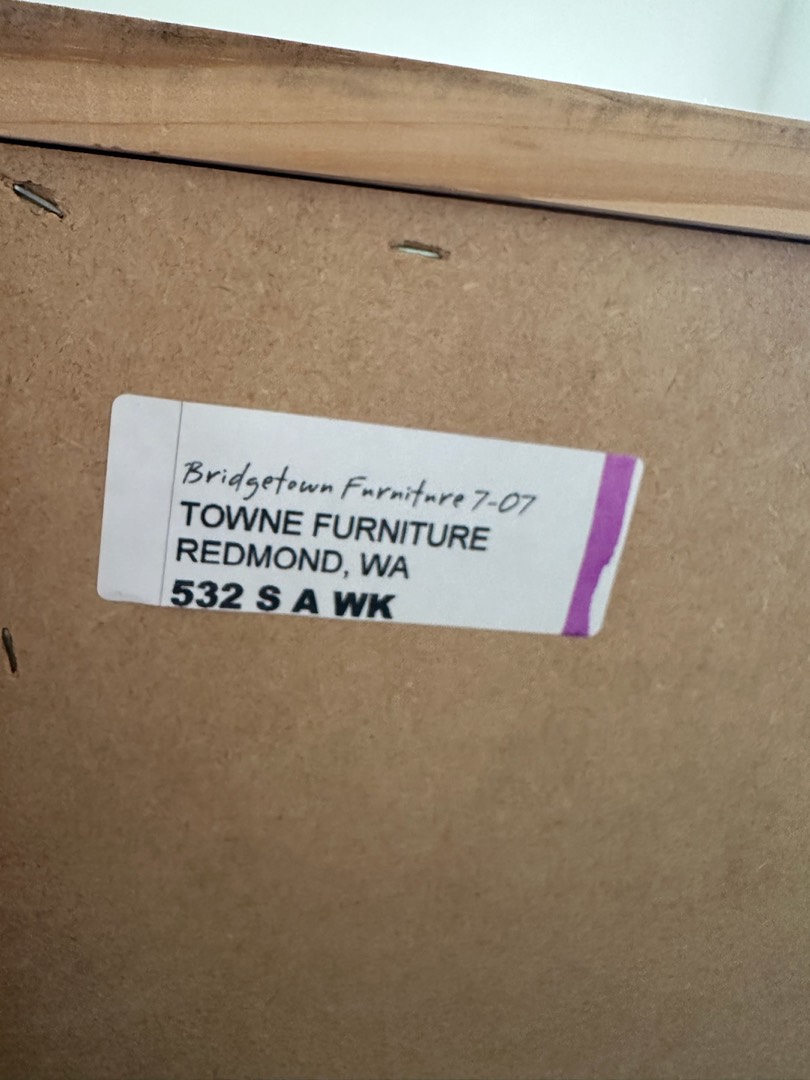 Bridgetown Furniture 7-07
TOWNE FURNITURE
REDMOND, WA
532 S A WK